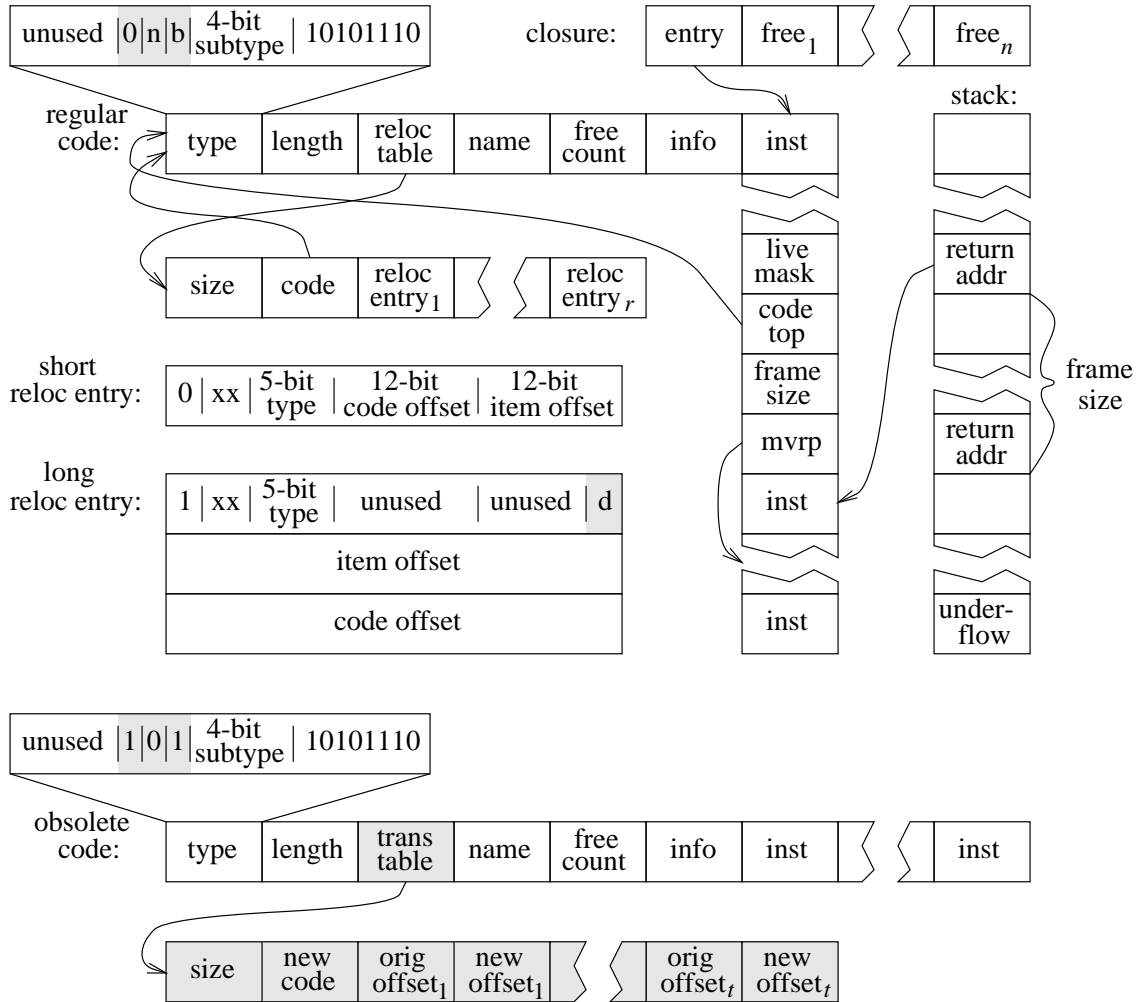 unused |0|n|b| 4-bit subtype | 10101110
closure: entry free1 freen
stack:
regular code: type length reloc table name free count info inst
live mask
return addr
size code reloc entry1 reloc entryr
code top
short reloc entry: 0 | xx | 5-bit type | 12-bit code offset | 12-bit item offset
frame size
frame size
mvrp
return addr
long reloc entry: 1 | xx | 5-bit type | unused | unused | d
inst
item offset
code offset
inst
under-flow
unused |1|0|1| 4-bit subtype | 10101110
obsolete code: type length trans table name free count info inst inst
size new code orig offset1 new offset1 orig offsett new offsett